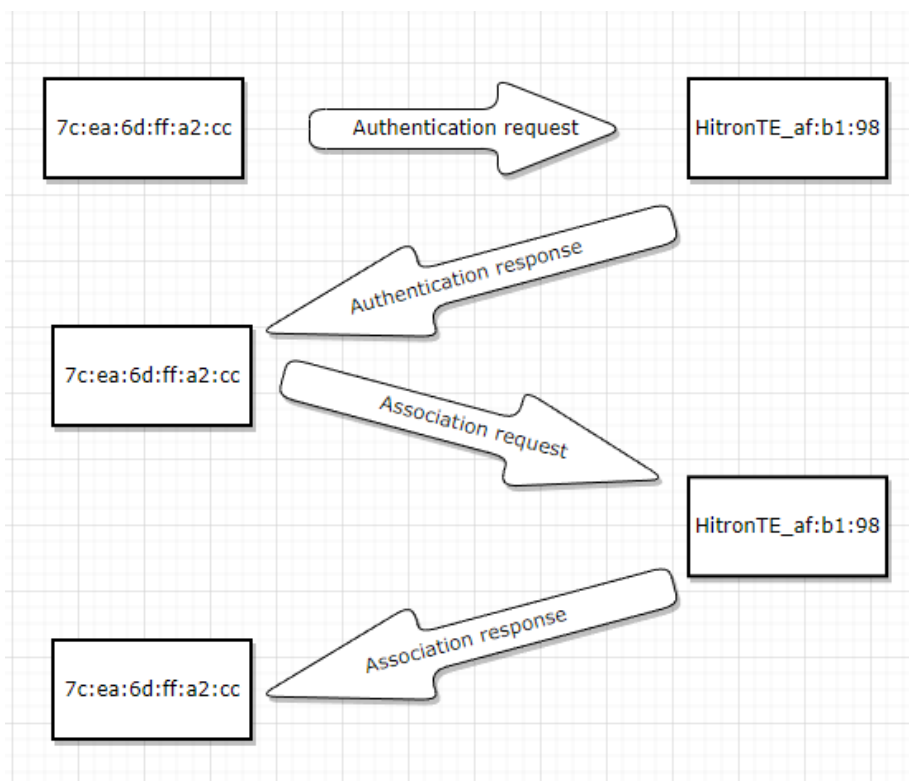 7c:ea:6d:ff:a2:cc
Authentication request
HitronTE_af:b1:98
Authentication response
7c:ea:6d:ff:a2:cc
Association request
HitronTE_af:b1:98
Association response
7c:ea:6d:ff:a2:cc